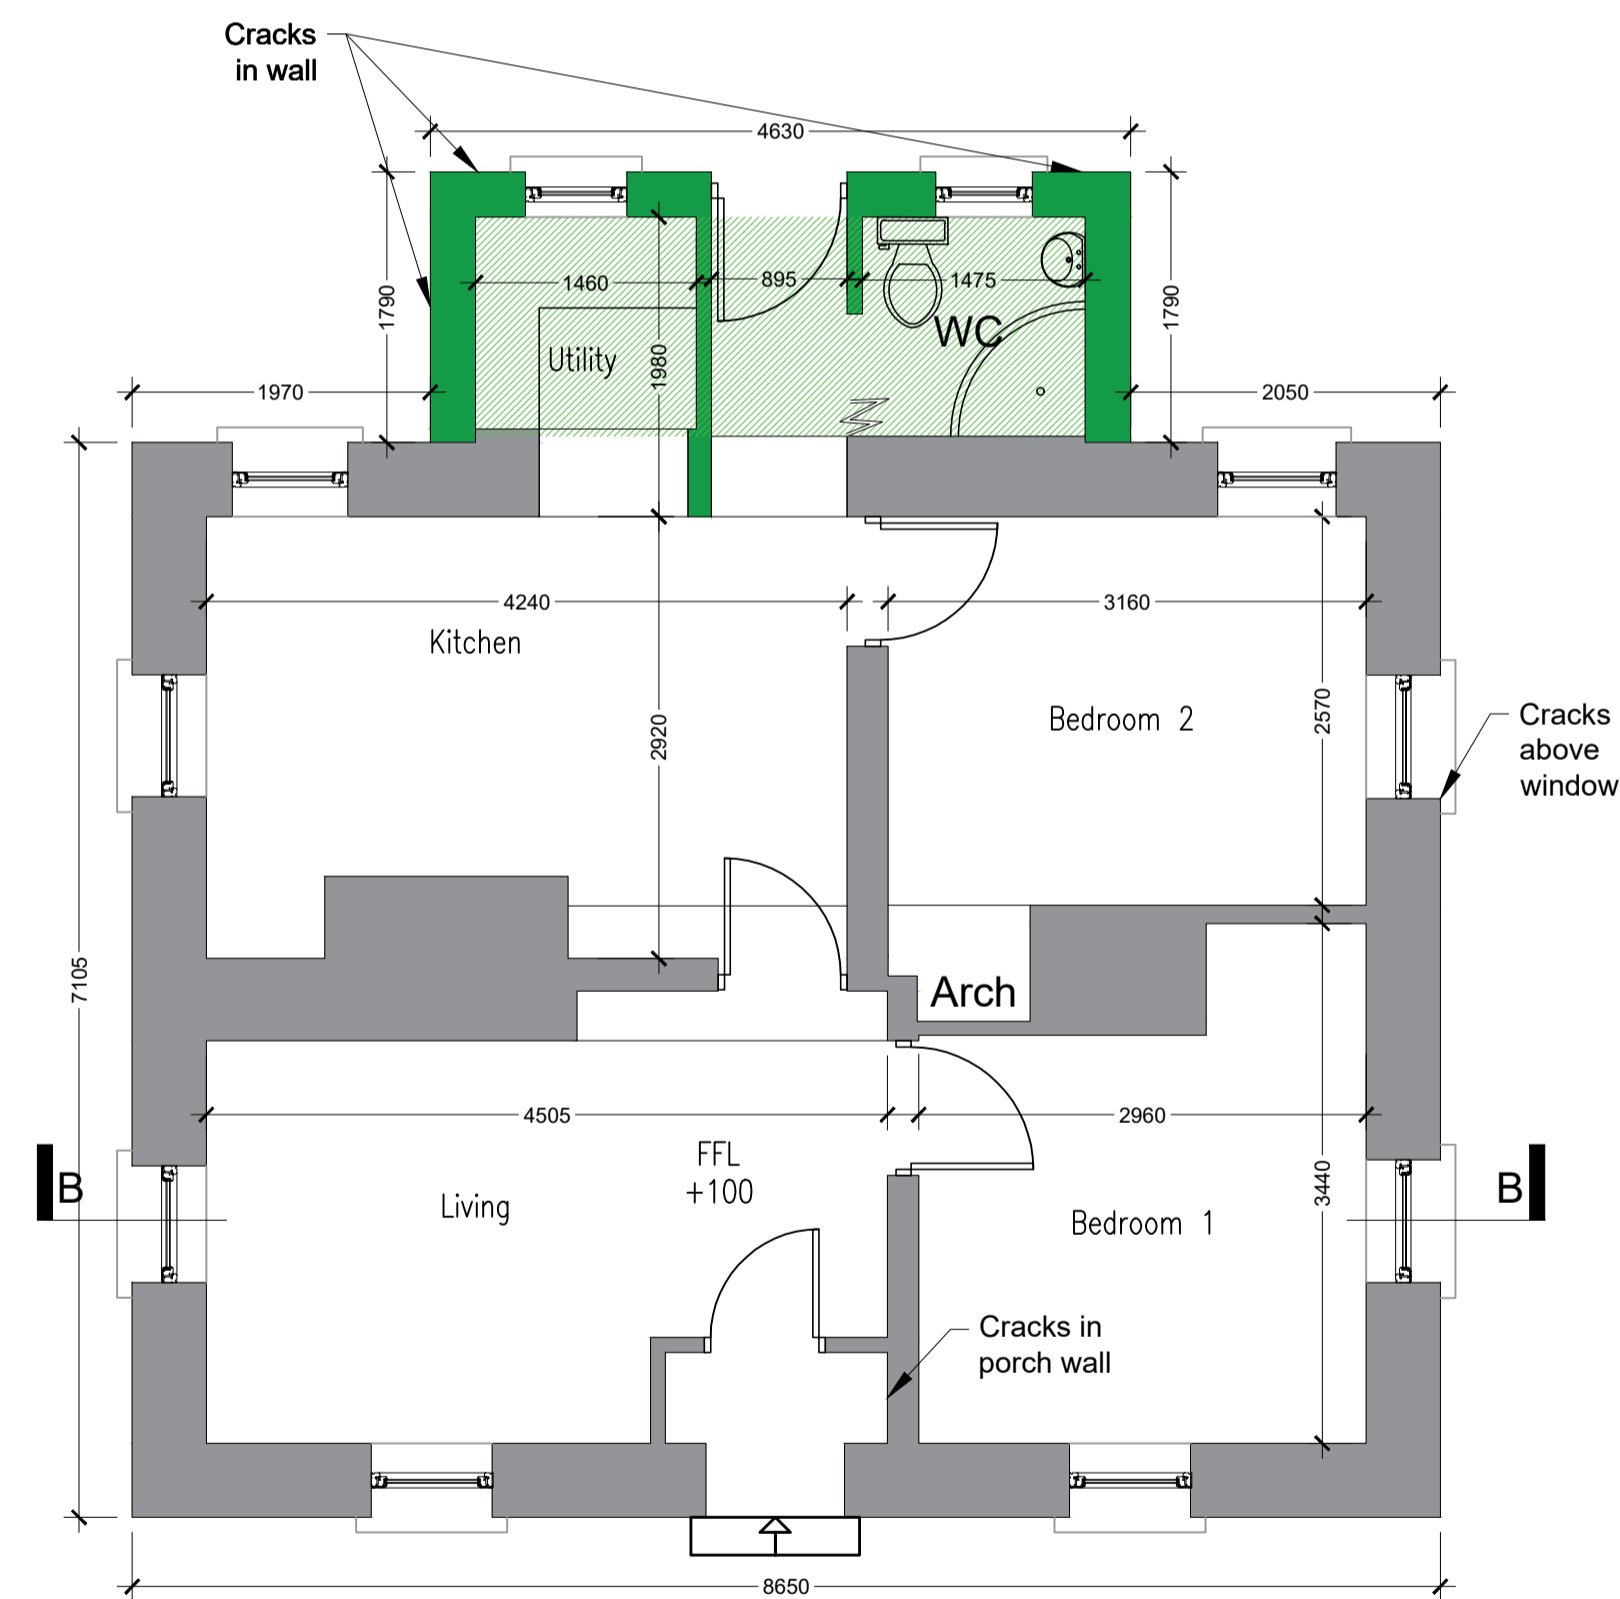 Cracks
in wall
4630
1460
895
1475
WC
1790
1790
Utility
1980
1970
2050
4240
3160
Kitchen
2920
Bedroom 2
2570
Cracks
above
window
7105
Arch
4505
2960
FFL
+100
B
Living
3440
Bedroom 1
B
Cracks in
porch wall
8650